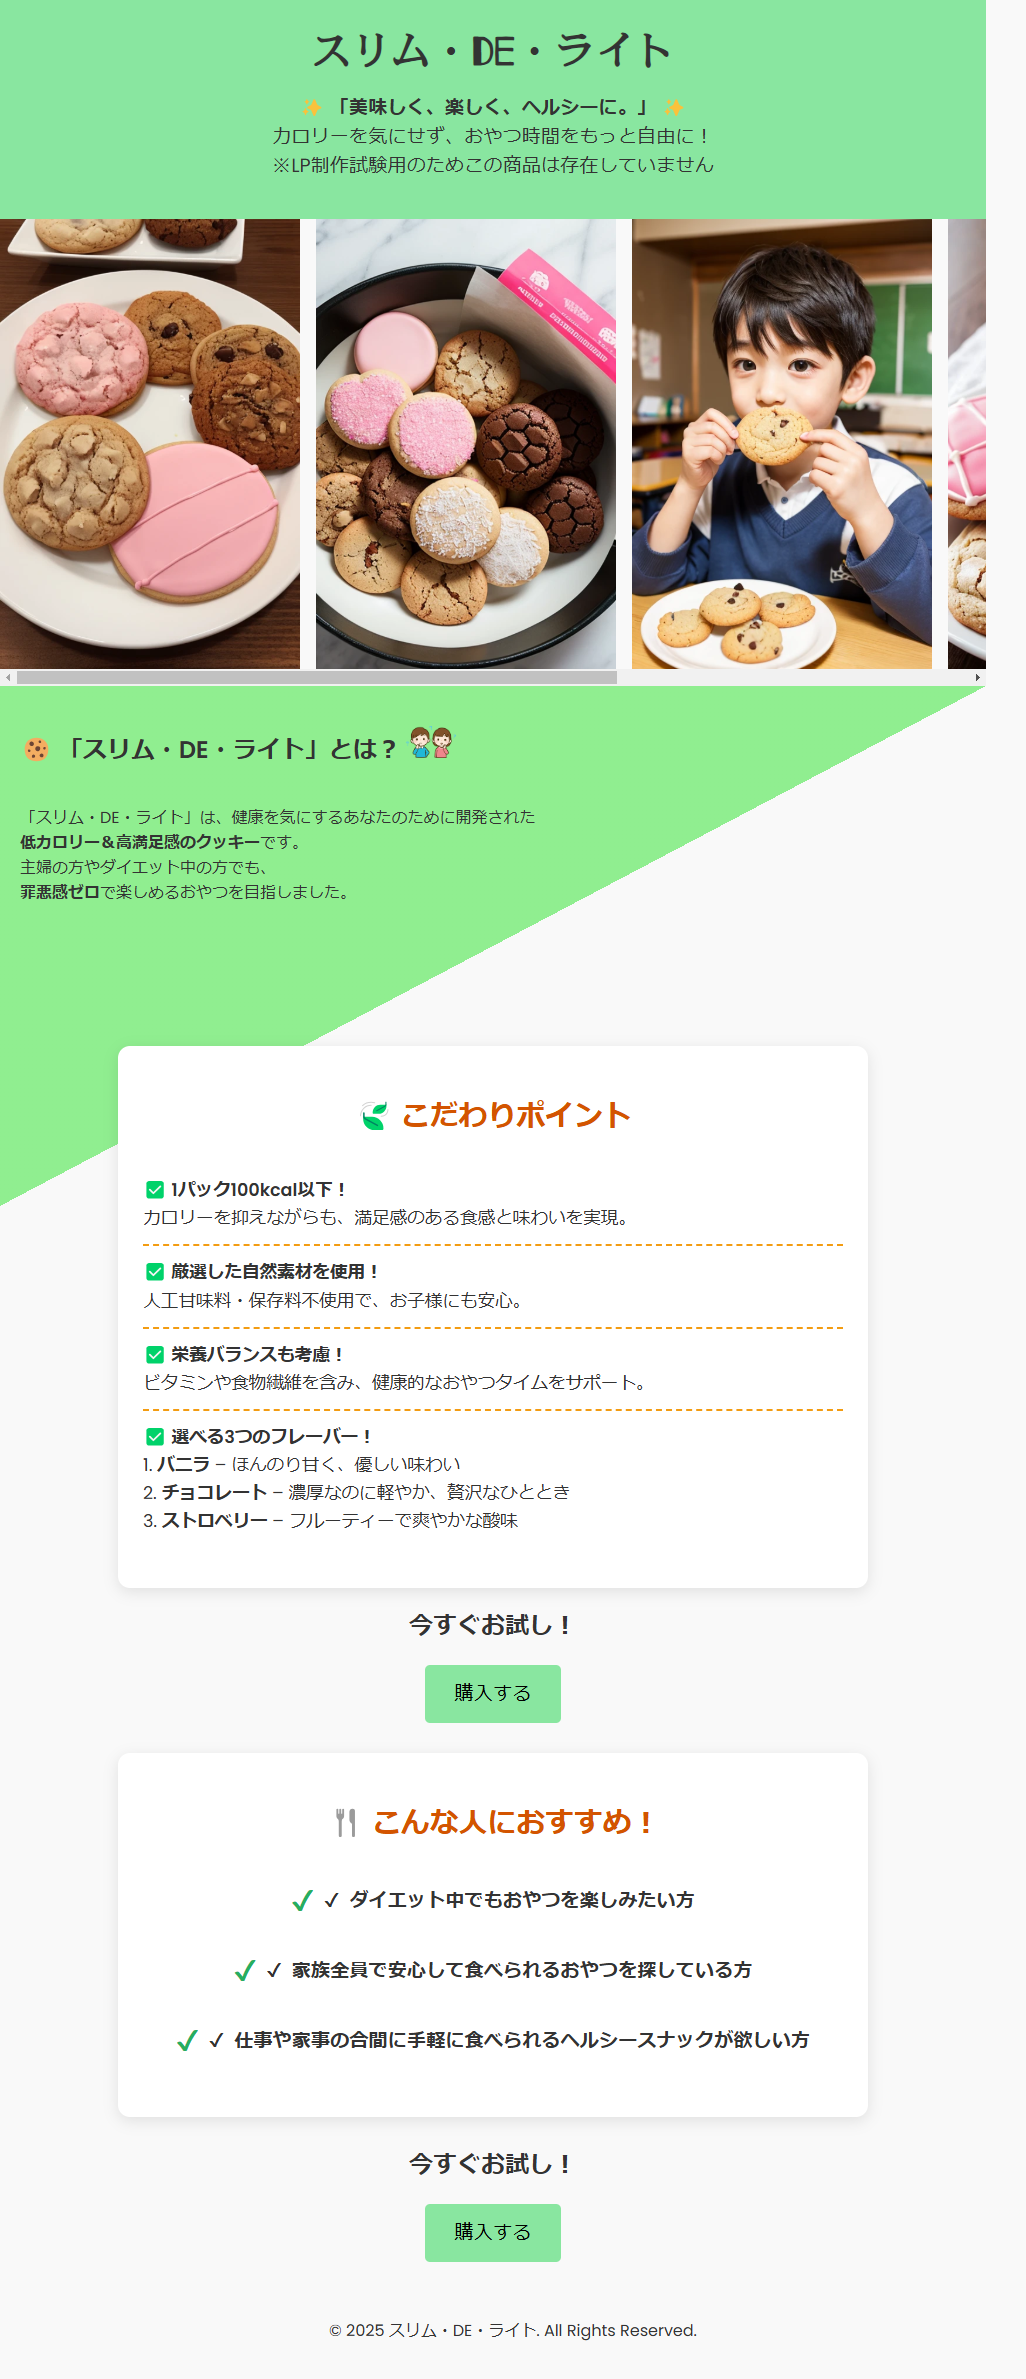 スリム・DE・ライト
✨ 「美味しく、楽しく、ヘルシーに。」 ✨
カロリーを気にせず、おやつ時間をもっと自由に！
※LP制作試験用のためこの商品は存在していません
🍪 「スリム・DE・ライト」とは？
「スリム・DE・ライト」は、健康を気にするあなたのために開発された
低カロリー＆高満足感のクッキーです。
主婦の方やダイエット中の方でも、
罪悪感ゼロで楽しめるおやつを目指しました。
🍃 こだわりポイント
✅ 1パック100kcal以下！
カロリーを抑えながらも、満足感のある食感と味わいを実現。
✅ 厳選した自然素材を使用！
人工甘味料・保存料不使用で、お子様にも安心。
✅ 栄養バランスも考慮！
ビタミンや食物繊維を含み、健康的なおやつタイムをサポート。
✅ 選べる3つのフレーバー！
1. バニラ – ほんのり甘く、優しい味わい
2. チョコレート – 濃厚なのに軽やか、贅沢なひととき
3. ストロベリー – フルーティーで爽やかな酸味
今すぐお試し！
購入する
🍴 こんな人におすすめ！
✔ ✓ ダイエット中でもおやつを楽しみたい方
✔ ✓ 家族全員で安心して食べられるおやつを探している方
✔ ✓ 仕事や家事の合間に手軽に食べられるヘルシースナックが欲しい方
今すぐお試し！
購入する
© 2025 スリム・DE・ライト. All Rights Reserved.